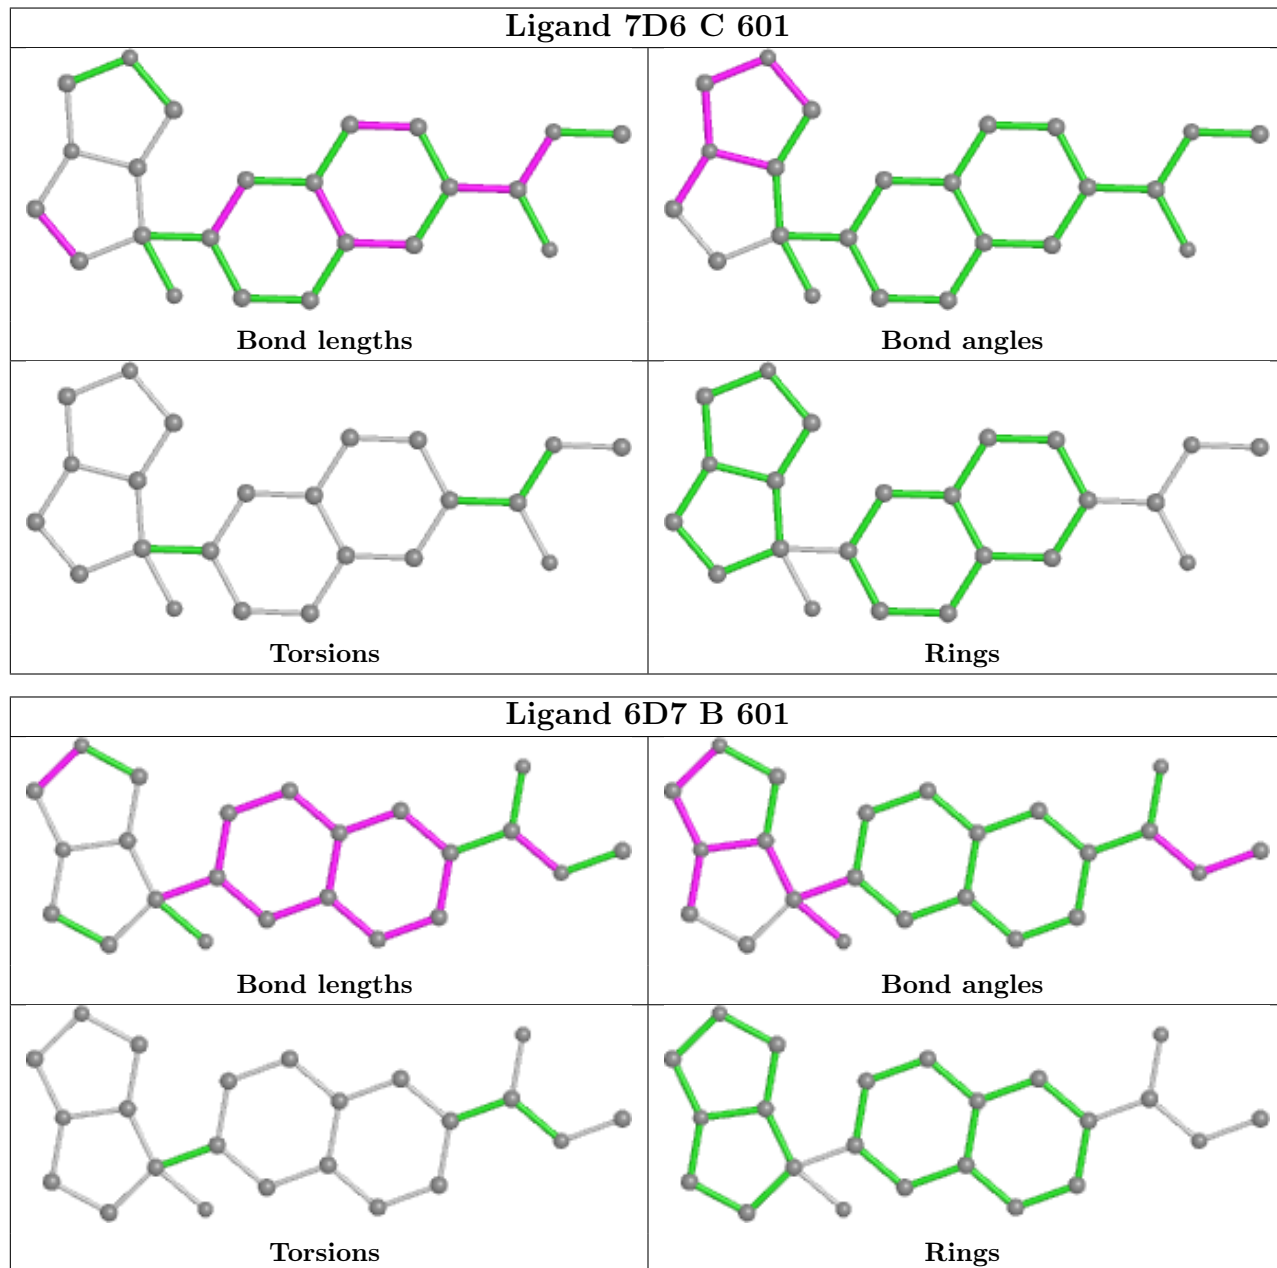 Ligand 7D6 C 601
Bond lengths
Bond angles
Torsions
Rings
Ligand 6D7 B 601
Bond lengths
Bond angles
Torsions
Rings